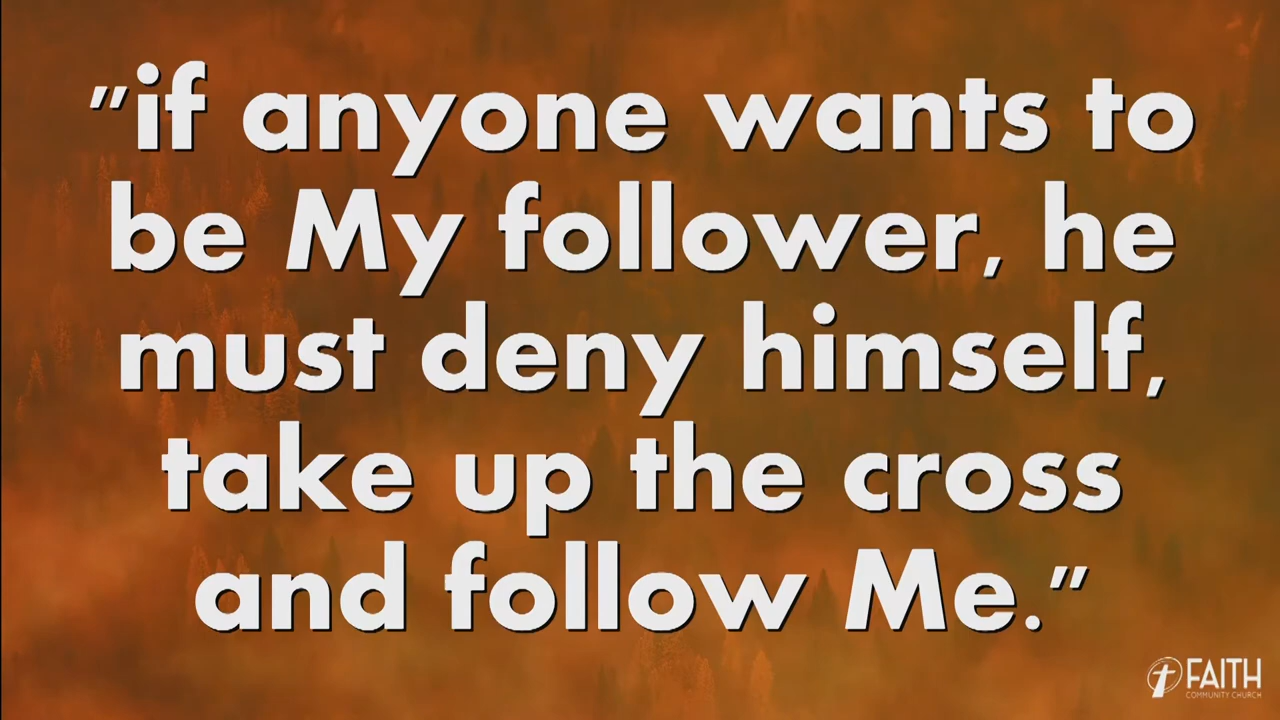 "if anyone wants to
be My follower, he
must deny himself,
take up the cross
and follow Me."
FAITH
COMMUNITY CHURCH